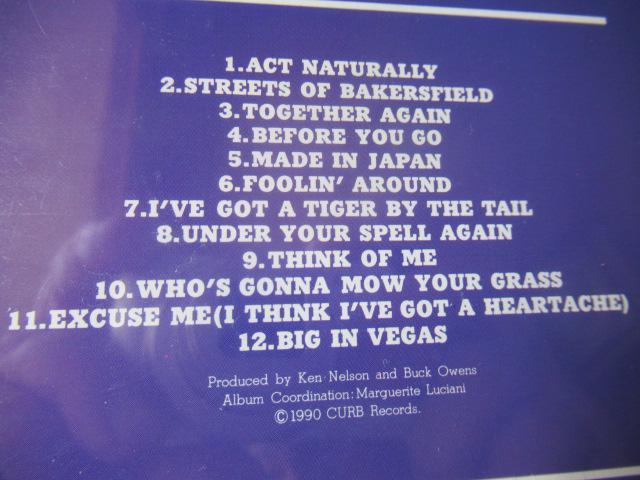 1.ACT NATURALLY
2.STREETS OF BAKERSFIELD
3.TOGETHER AGAIN
4.BEFORE YOU GO
5.MADE IN JAPAN
6.FOOLIN' AROUND
7.I'VE GOT A TIGER BY THE TAIL
8.UNDER YOUR SPELL AGAIN
9.THINK OF ME
10.WHO'S GONNA MOW YOUR GRASS
11.EXCUSE ME(I THINK I'VE GOT A HEARTACHE)
12.BIG IN VEGAS
Produced by Ken Nelson and Buck Owens
Album Coordination: Marguerite Luciani
©1990 CURB Records.